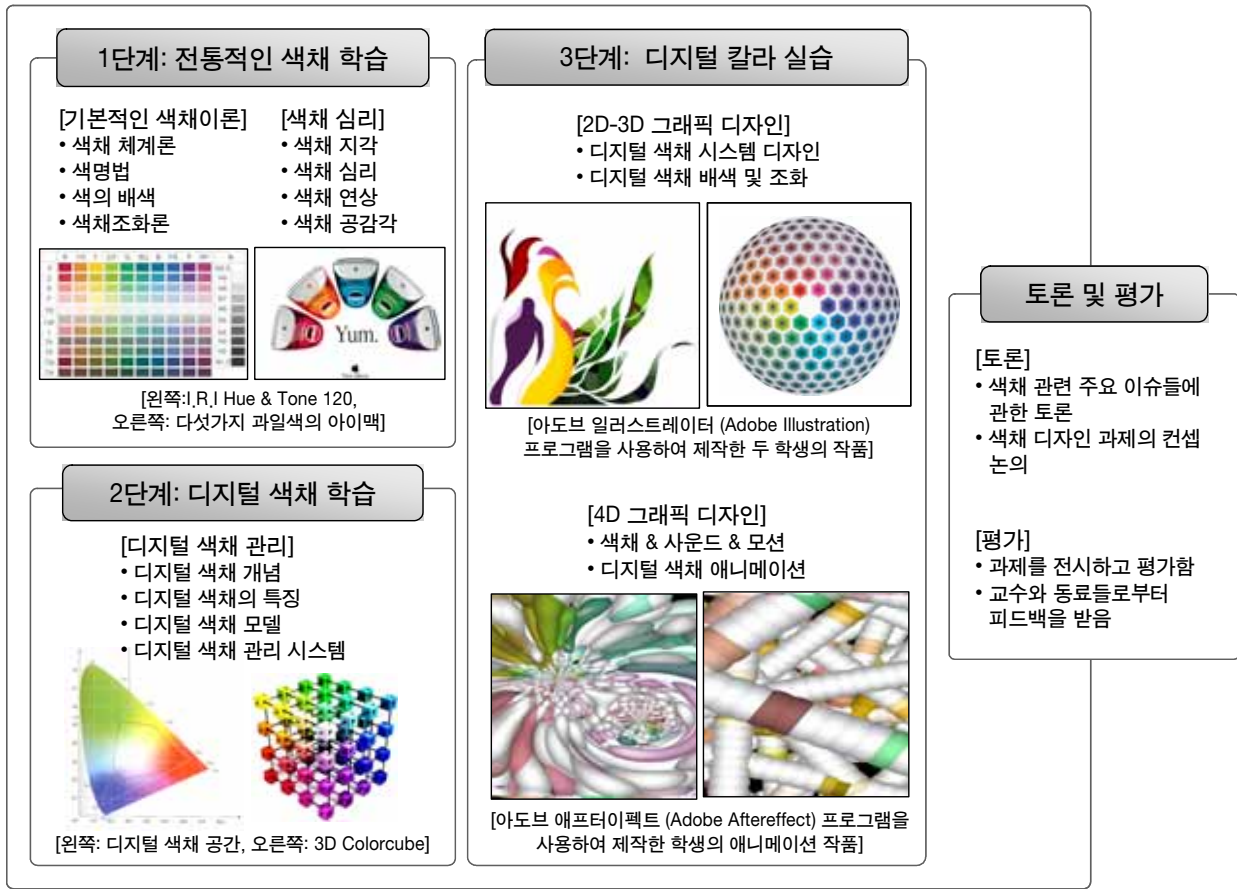 1단계: 전통적인 색채 학습
[기본적인 색채이론]
• 색채 체계론
• 색명법
• 색의 배색
• 색채조화론
[색채 심리]
• 색채 지각
• 색채 심리
• 색채 연상
• 색채 공감각
Yum.
[왼쪽:I.R.I Hue & Tone 120,
오른쪽: 다섯가지 과일색의 아이맥]
2단계: 디지털 색채 학습
[디지털 색채 관리]
• 디지털 색채 개념
• 디지털 색채의 특징
• 디지털 색채 모델
• 디지털 색채 관리 시스템
[왼쪽: 디지털 색채 공간, 오른쪽: 3D Colorcube]
3단계: 디지털 칼라 실습
[2D-3D 그래픽 디자인]
• 디지털 색채 시스템 디자인
• 디지털 색채 배색 및 조화
[아도브 일러스트레이터 (Adobe Illustration)
프로그램을 사용하여 제작한 두 학생의 작품]
[4D 그래픽 디자인]
• 색채 & 사운드 & 모션
• 디지털 색채 애니메이션
[아도브 애프터이펙트 (Adobe Aftereffect) 프로그램을
사용하여 제작한 학생의 애니메이션 작품]
토론 및 평가
[토론]
• 색채 관련 주요 이슈들에
관한 토론
• 색채 디자인 과제의 컨셉
논의
[평가]
• 과제를 전시하고 평가함
• 교수와 동료들로부터
피드백을 받음